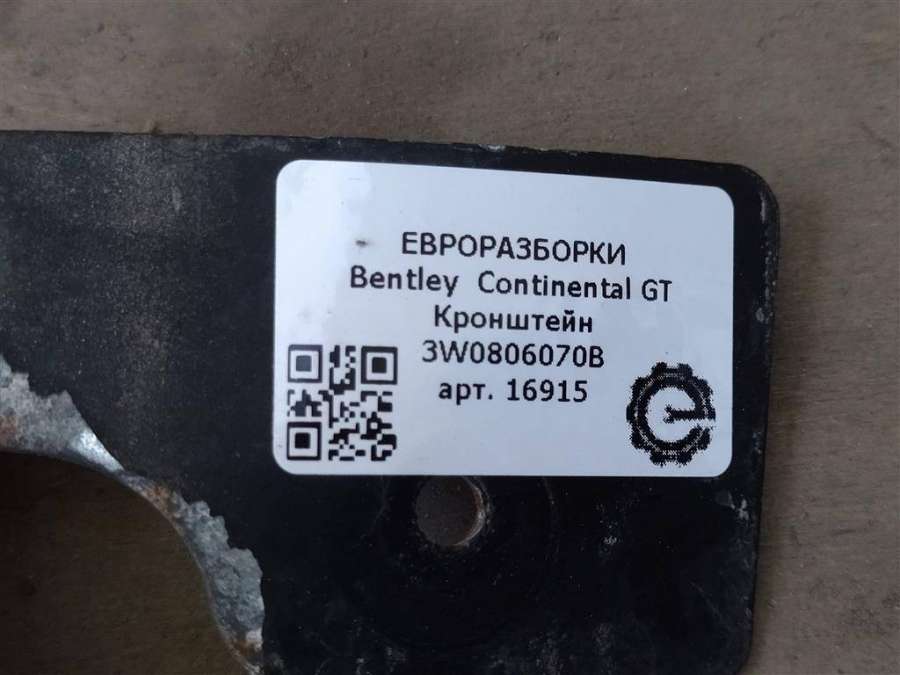 ЕВРОРАЗБОРКИ
Bentley Continental GT
Кронштейн
3W0806070B
арт. 16915